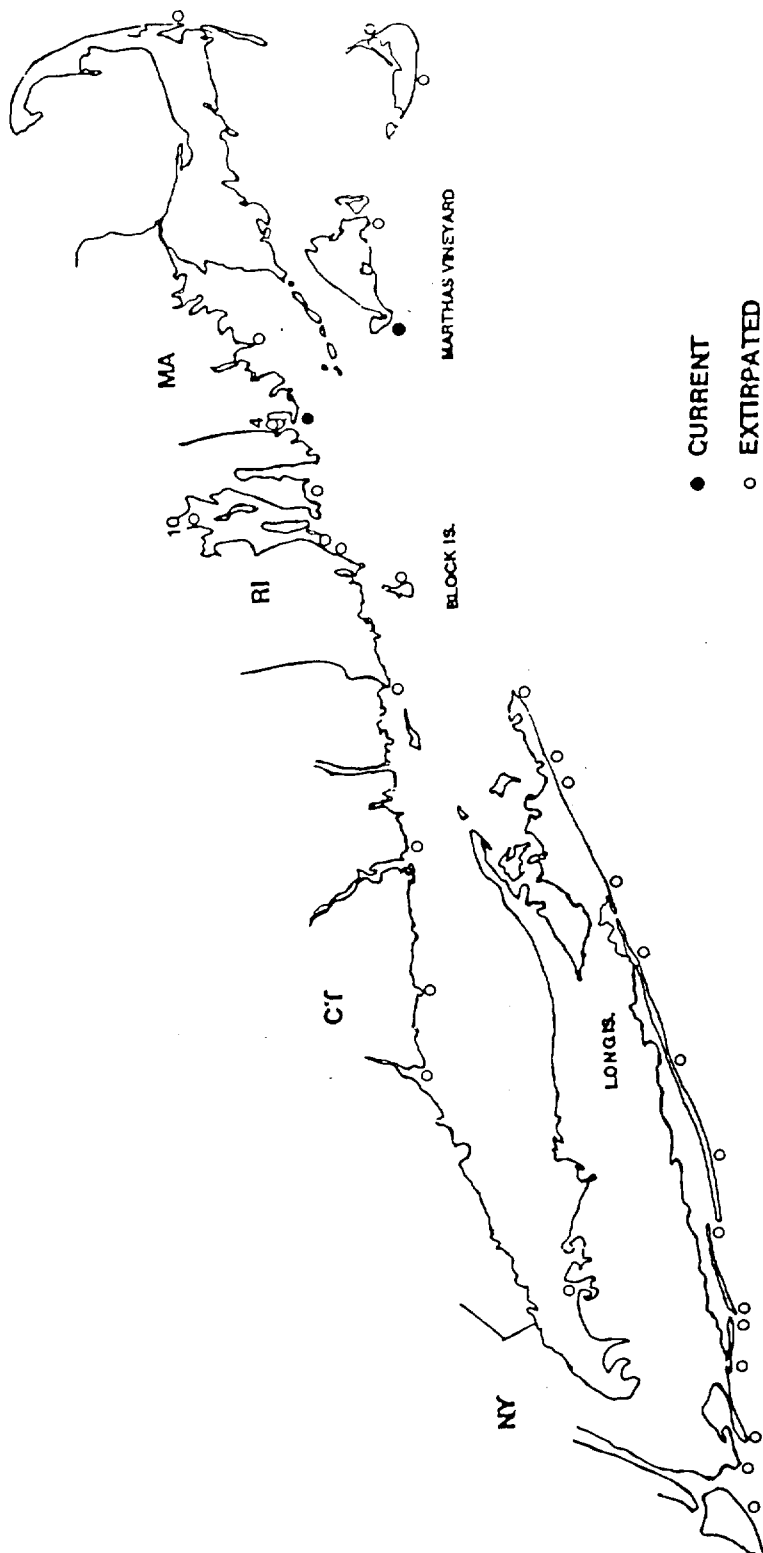 MA
MARTHAS VINEYARD
4
10
RI
BLOCK IS.
CT
LONG IS.
NY
CURRENT
EXTIRPATED